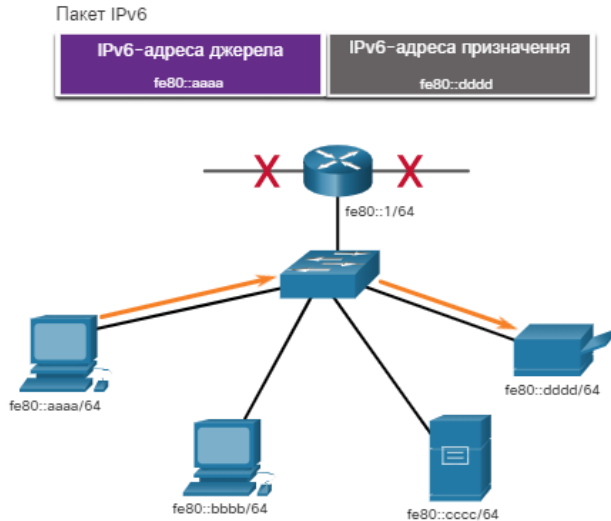 Пакет IPv6
IPv6-адреса джерела
IPv6-адреса призначення
fe80::aaaa
fe80::dddd
fe80::1/64
fe80::aaaa/64
fe80::dddd/64
fe80::bbbb/64
fe80::cccc/64